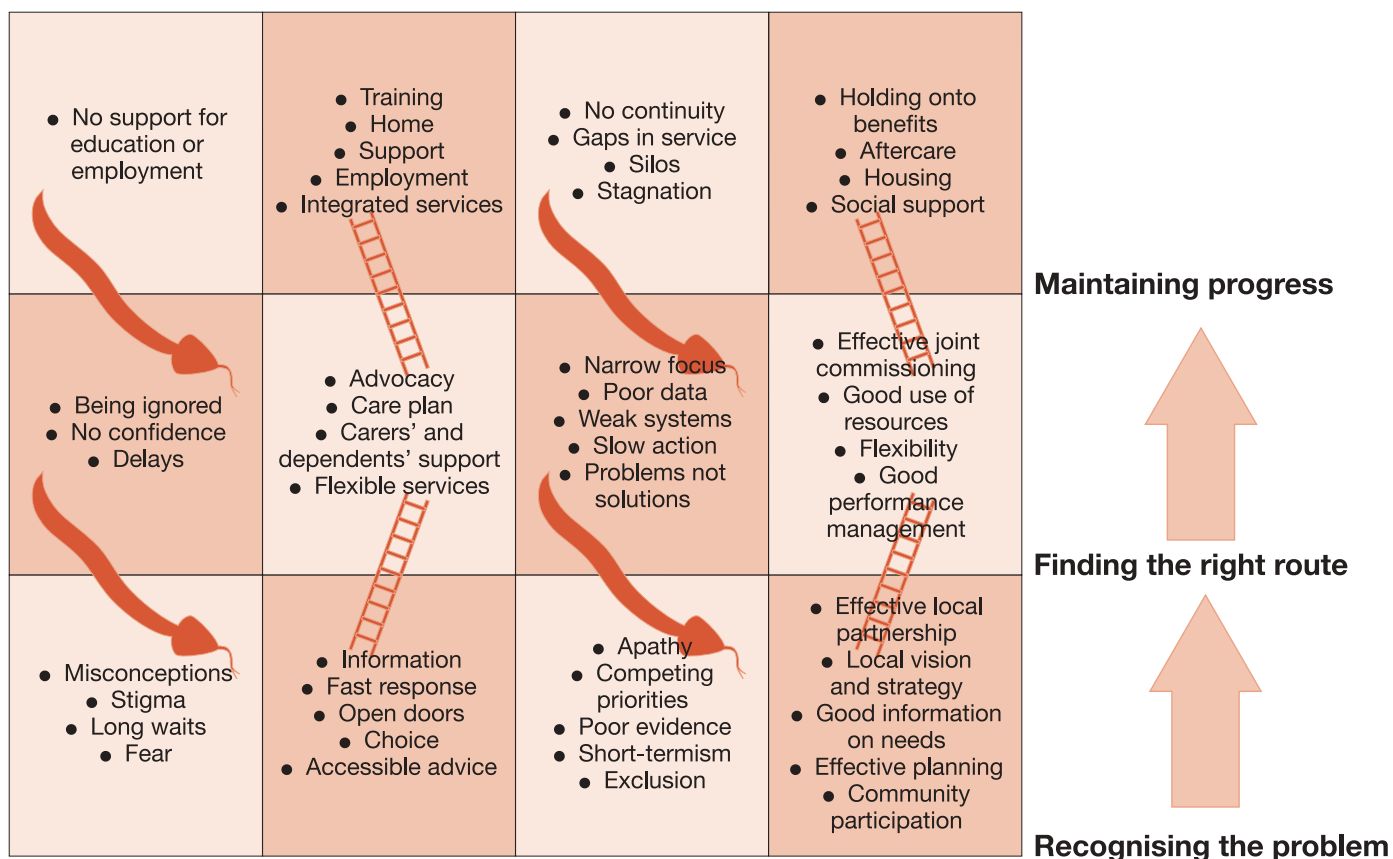 ● No support for
education or
employment
● Training
● Home
● Support
● Employment
● Integrated services
● No continuity
● Gaps in service
● Silos
● Stagnation
● Holding onto
benefits
● Aftercare
● Housing
● Social support
Maintaining progress
● Being ignored
● No confidence
● Delays
● Advocacy
● Care plan
● Carers’ and
dependents’ support
● Flexible services
● Narrow focus
● Poor data
● Weak systems
● Slow action
● Problems not
solutions
● Effective joint
commissioning
● Good use of
resources
● Flexibility
● Good
performance
management
Finding the right route
● Misconceptions
● Stigma
● Long waits
● Fear
● Information
● Fast response
● Open doors
● Choice
● Accessible advice
● Apathy
● Competing
priorities
● Poor evidence
● Short-termism
● Exclusion
● Effective local
partnership
● Local vision
and strategy
● Good information
on needs
● Effective planning
● Community
participation
Recognising the problem